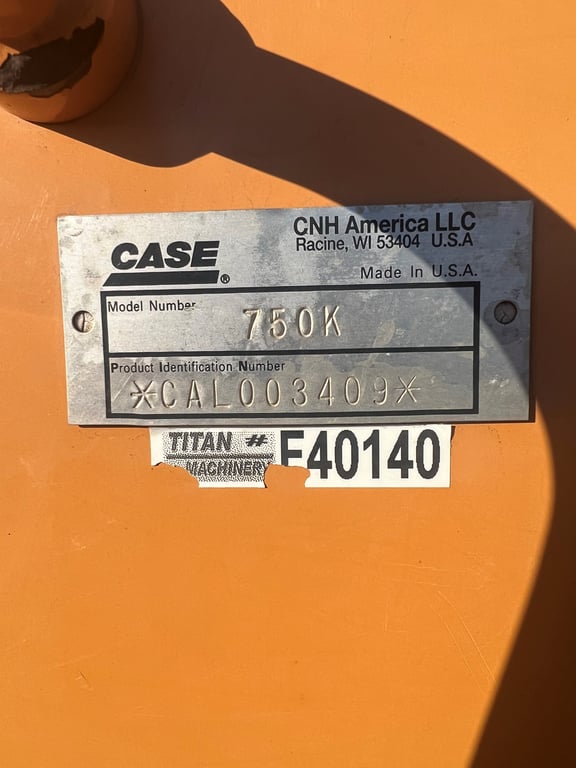 CNH America LLC
Racine, WI 53404 U.S.A
CASE®
Made In U.S.A.
Model Number
750K
Product Identification Number
*CAL003409*
TITAN #
MACHINERY
E40140